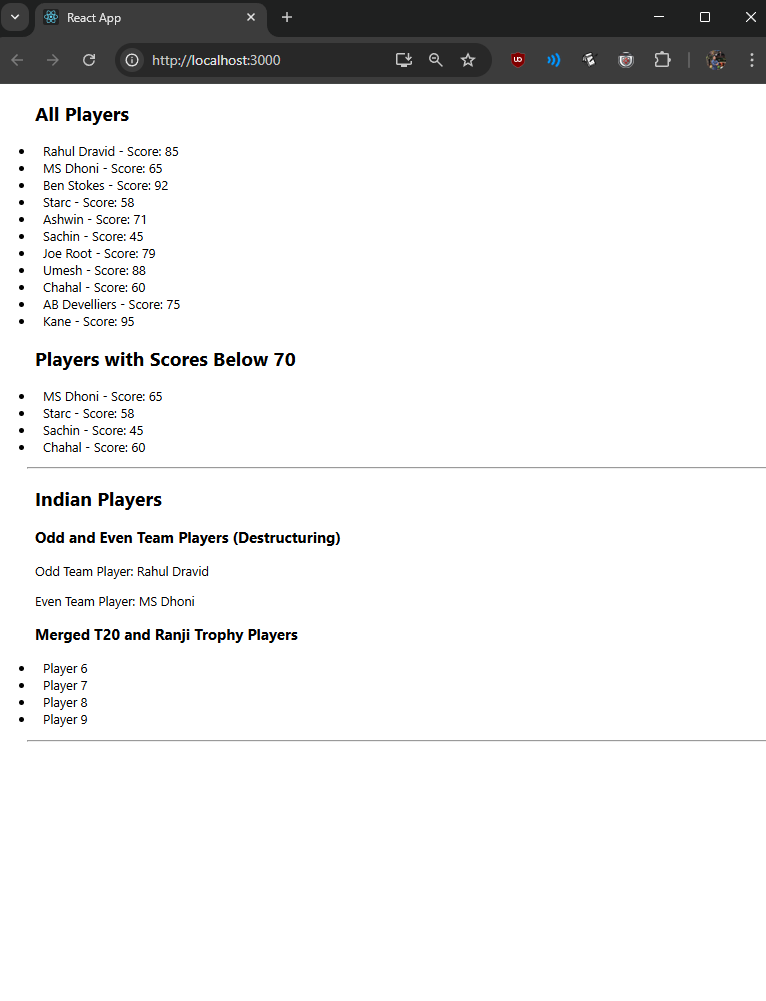 React App
http://localhost:3000
All Players
Rahul Dravid - Score: 85
MS Dhoni - Score: 65
Ben Stokes - Score: 92
Starc - Score: 58
Ashwin - Score: 71
Sachin - Score: 45
Joe Root - Score: 79
Umesh - Score: 88
Chahal - Score: 60
AB Develliers - Score: 75
Kane - Score: 95
Players with Scores Below 70
MS Dhoni - Score: 65
Starc - Score: 58
Sachin - Score: 45
Chahal - Score: 60
Indian Players
Odd and Even Team Players (Destructuring)
Odd Team Player: Rahul Dravid
Even Team Player: MS Dhoni
Merged T20 and Ranji Trophy Players
Player 6
Player 7
Player 8
Player 9